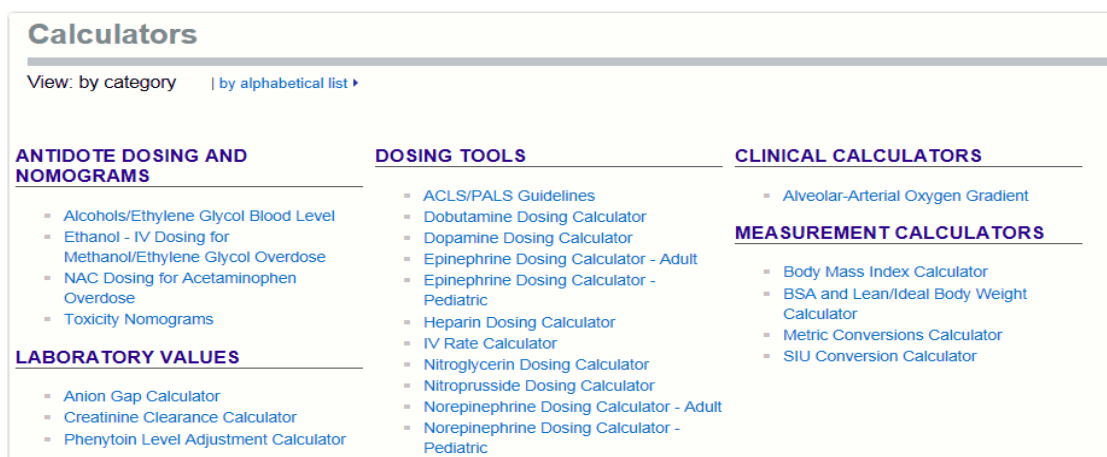 Calculators
View: by category | by alphabetical list
ANTIDOTE DOSING AND
NOMOGRAMS
Alcohols/Ethylene Glycol Blood Level
Ethanol - IV Dosing for
Methanol/Ethylene Glycol Overdose
NAC Dosing for Acetaminophen
Overdose
Toxicity Nomograms
LABORATORY VALUES
Anion Gap Calculator
Creatinine Clearance Calculator
Phenytoin Level Adjustment Calculator
DOSING TOOLS
ACLS/PALS Guidelines
Dobutamine Dosing Calculator
Dopamine Dosing Calculator
Epinephrine Dosing Calculator - Adult
Epinephrine Dosing Calculator -
Pediatric
Heparin Dosing Calculator
IV Rate Calculator
Nitroglycerin Dosing Calculator
Nitroprusside Dosing Calculator
Norepinephrine Dosing Calculator - Adult
Norepinephrine Dosing Calculator -
Pediatric
CLINICAL CALCULATORS
Alveolar-Arterial Oxygen Gradient
MEASUREMENT CALCULATORS
Body Mass Index Calculator
BSA and Lean/Ideal Body Weight
Calculator
Metric Conversions Calculator
SIU Conversion Calculator